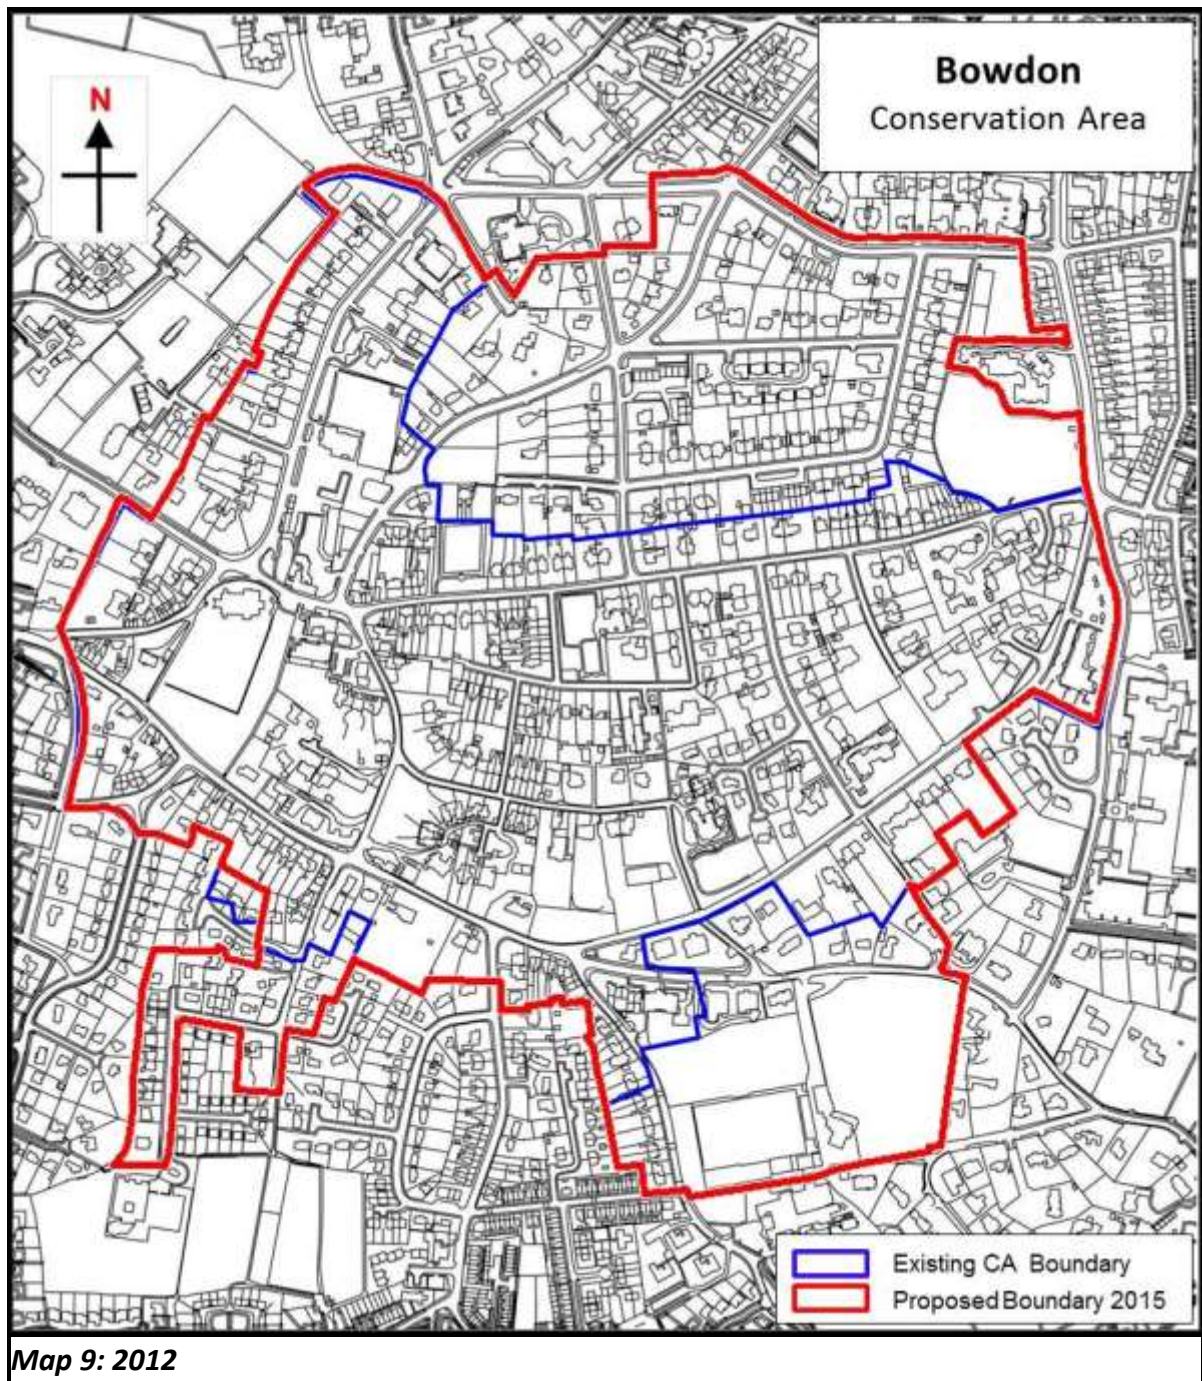 Bowdon
Conservation Area
N
Existing CA Boundary
Proposed Boundary 2015
Map 9: 2012